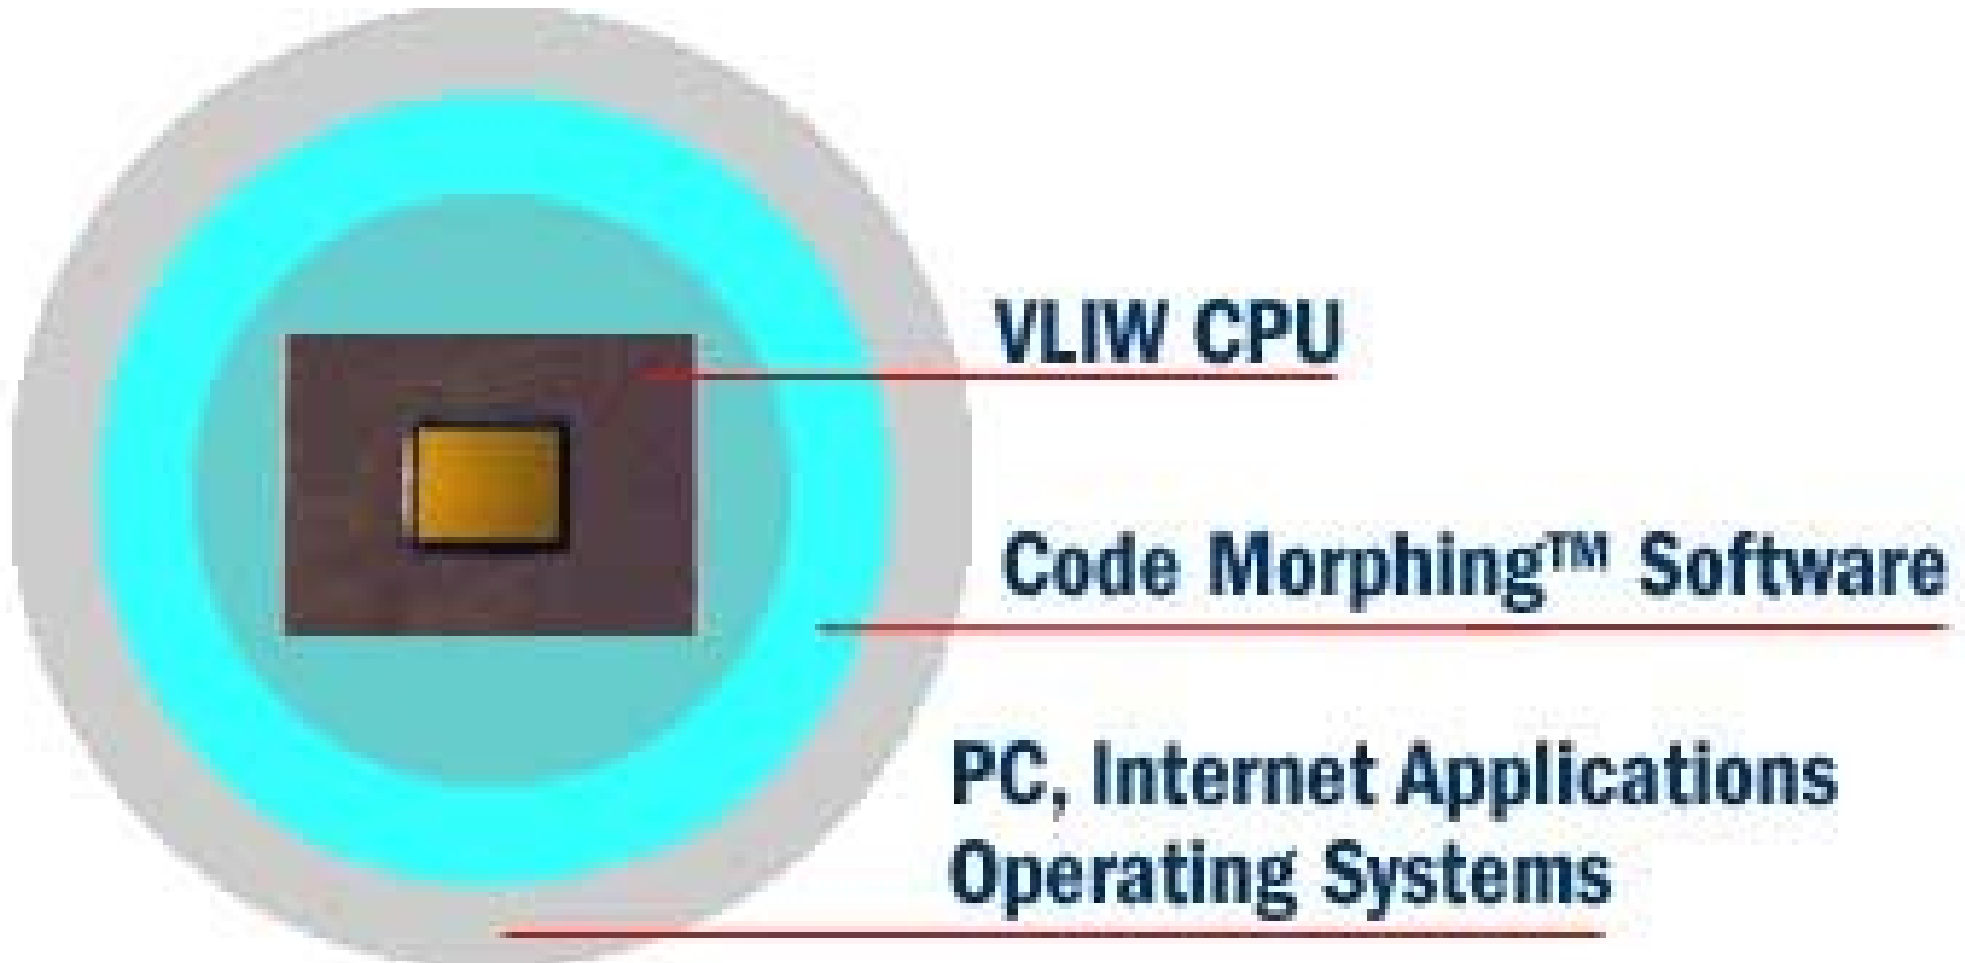 VLIW CPU
Code Morphing™ Software
PC, Internet Applications
Operating Systems